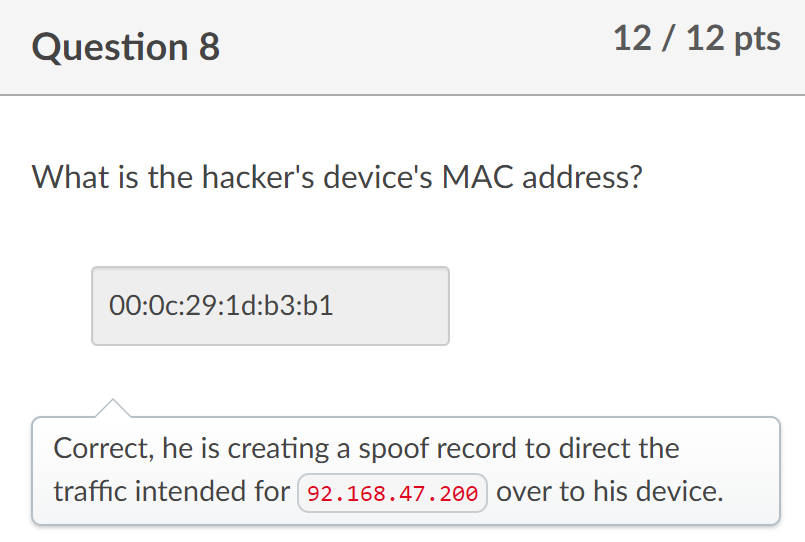 Question 8
12 / 12 pts
What is the hacker's device's MAC address?
00:0c:29:1d:b3:b1
Correct, he is creating a spoof record to direct the
traffic intended for 92.168.47.200 over to his device.